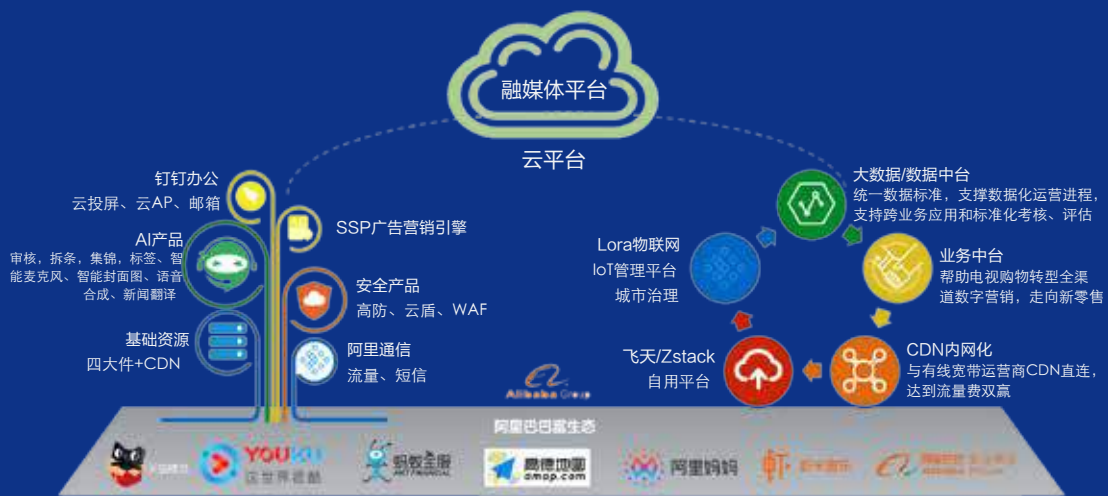 融媒体平台
云平台
钉钉办公
云投屏、云AP、邮箱
SSP广告营销引擎
AI产品
审核，拆条，集锦，标签、智
能麦克风、智能封面图、语音
合成、新闻翻译
安全产品
高防、云盾、WAF
基础资源
四大件+CDN
阿里通信
流量、短信
大数据/数据中台
统一数据标准，支撑数据化运营进程，
支持跨业务应用和标准化考核、评估
Lora物联网
IoT管理平台
城市治理
业务中台
帮助电视购物转型全渠
道数字营销，走向新零售
飞天/Zstack
自用平台
CDN内网化
与有线宽带运营商CDN直连，
达到流量费双赢
Alibaba Group
阿里巴巴富生态
YOUKU
这世界很酷
蚂蚁金服
ANT FINANCIAL
高德地图
amap.com
阿里妈妈